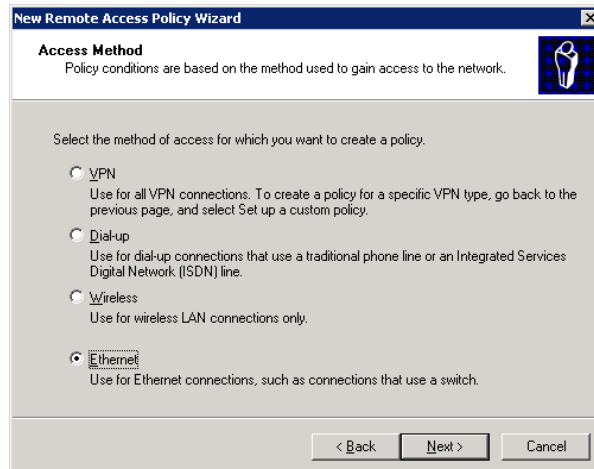 New Remote Access Policy Wizard
Access Method
Policy conditions are based on the method used to gain access to the network.
Select the method of access for which you want to create a policy.
VPN
Use for all VPN connections. To create a policy for a specific VPN type, go back to the
previous page, and select Set up a custom policy.
Dial-up
Use for dial-up connections that use a traditional phone line or an Integrated Services
Digital Network (ISDN) line.
Wireless
Use for wireless LAN connections only.
Ethernet
Use for Ethernet connections, such as connections that use a switch.
< Back Next > Cancel